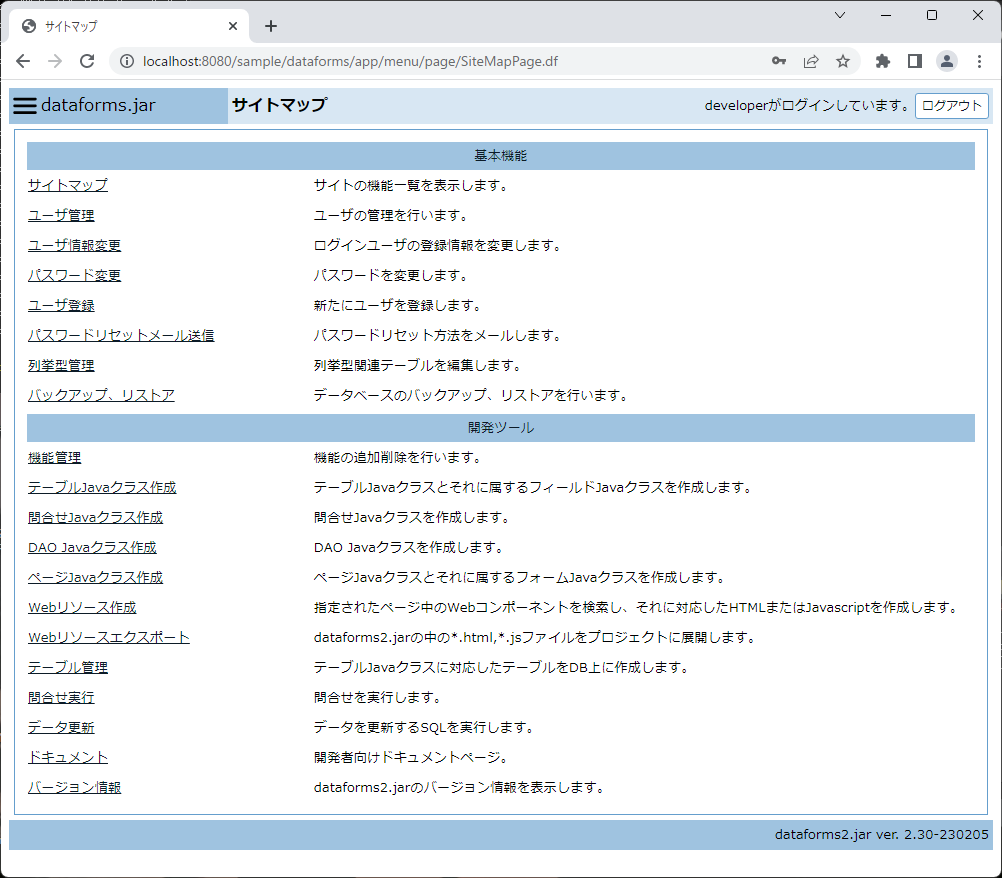 サイトマップ
localhost:8080/sample/dataforms/app/menu/page/SiteMapPage.df
dataforms.jar サイトマップ developerがログインしています。 ログアウト
基本機能
サイトマップ サイトの機能一覧を表示します。
ユーザ管理 ユーザの管理を行います。
ユーザ情報変更 ログインユーザの登録情報を変更します。
パスワード変更 パスワードを変更します。
ユーザ登録 新たにユーザを登録します。
パスワードリセットメール送信 パスワードリセット方法をメールします。
列挙型管理 列挙型関連テーブルを編集します。
バックアップ、リストア データベースのバックアップ、リストアを行います。
開発ツール
機能管理 機能の追加削除を行います。
テーブルJavaクラス作成 テーブルJavaクラスとそれに属するフィールドJavaクラスを作成します。
問合せJavaクラス作成 問合せJavaクラスを作成します。
DAO Javaクラス作成 DAO Javaクラスを作成します。
ページJavaクラス作成 ページJavaクラスとそれに属するフォームJavaクラスを作成します。
Webリソース作成 指定されたページ中のWebコンポーネントを検索し、それに対応したHTMLまたはJavascriptを作成します。
Webリソースエクスポート dataforms2.jarの中の*.html,*.jsファイルをプロジェクトに展開します。
テーブル管理 テーブルJavaクラスに対応したテーブルをDB上に作成します。
問合せ実行 問合せを実行します。
データ更新 データを更新するSQLを実行します。
ドキュメント 開発者向けドキュメントページ。
バージョン情報 dataforms2.jarのバージョン情報を表示します。
dataforms2.jar ver. 2.30-230205